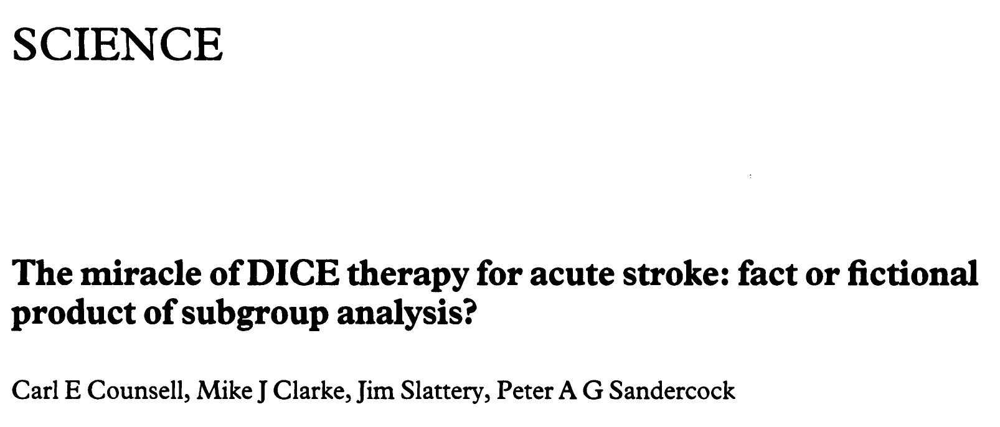 SCIENCE
The miracle of DICE therapy for acute stroke: fact or fictional
product of subgroup analysis?
Carl E Counsell, Mike J Clarke, Jim Slattery, Peter A G Sandercock